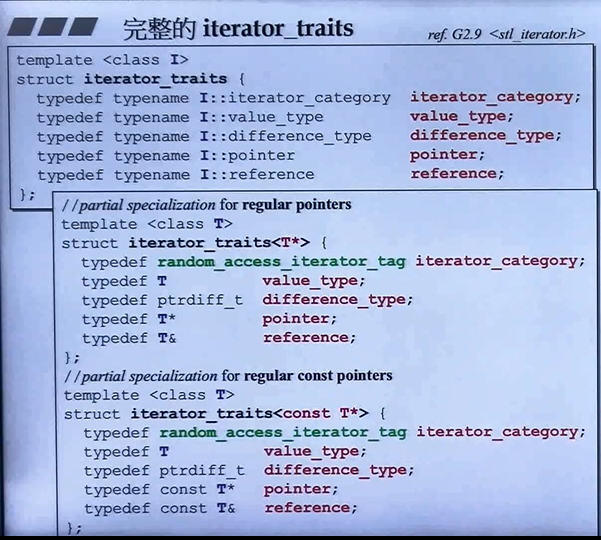 完整的 iterator_traits
ref. G2.9 <stl_iterator.h>
template <class I>
struct iterator_traits {
typedef typename I::iterator_category iterator_category;
typedef typename I::value_type value_type;
typedef typename I::difference_type difference_type;
typedef typename I::pointer pointer;
typedef typename I::reference reference;
};
//partial specialization for regular pointers
template <class T>
struct iterator_traits<T*> {
typedef random_access_iterator_tag iterator_category;
typedef T value_type;
typedef ptrdiff_t difference_type;
typedef T* pointer;
typedef T& reference;
};
//partial specialization for regular const pointers
template <class T>
struct iterator_traits<const T*> {
typedef random_access_iterator_tag iterator_category;
typedef T value_type;
typedef ptrdiff_t difference_type;
typedef const T* pointer;
typedef const T& reference;
};